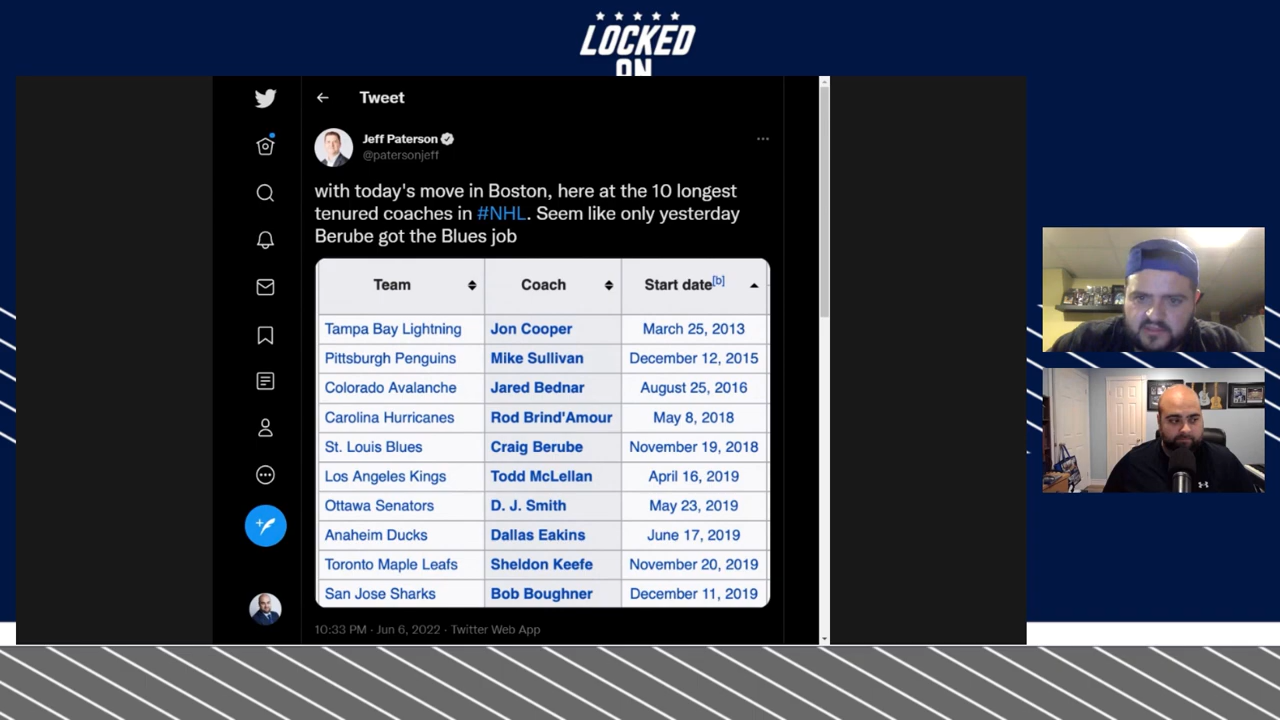 LOCKED
ON
Tweet
Jeff Paterson
@patersonjeff
with today's move in Boston, here at the 10 longest
tenured coaches in #NHL. Seem like only yesterday
Berube got the Blues job
Team Coach Start date[b]
Tampa Bay Lightning Jon Cooper March 25, 2013
Pittsburgh Penguins Mike Sullivan December 12, 2015
Colorado Avalanche Jared Bednar August 25, 2016
Carolina Hurricanes Rod Brind'Amour May 8, 2018
St. Louis Blues Craig Berube November 19, 2018
Los Angeles Kings Todd McLellan April 16, 2019
Ottawa Senators D. J. Smith May 23, 2019
Anaheim Ducks Dallas Eakins June 17, 2019
Toronto Maple Leafs Sheldon Keefe November 20, 2019
San Jose Sharks Bob Boughner December 11, 2019
10:33 PM · Jun 6, 2022 · Twitter Web App